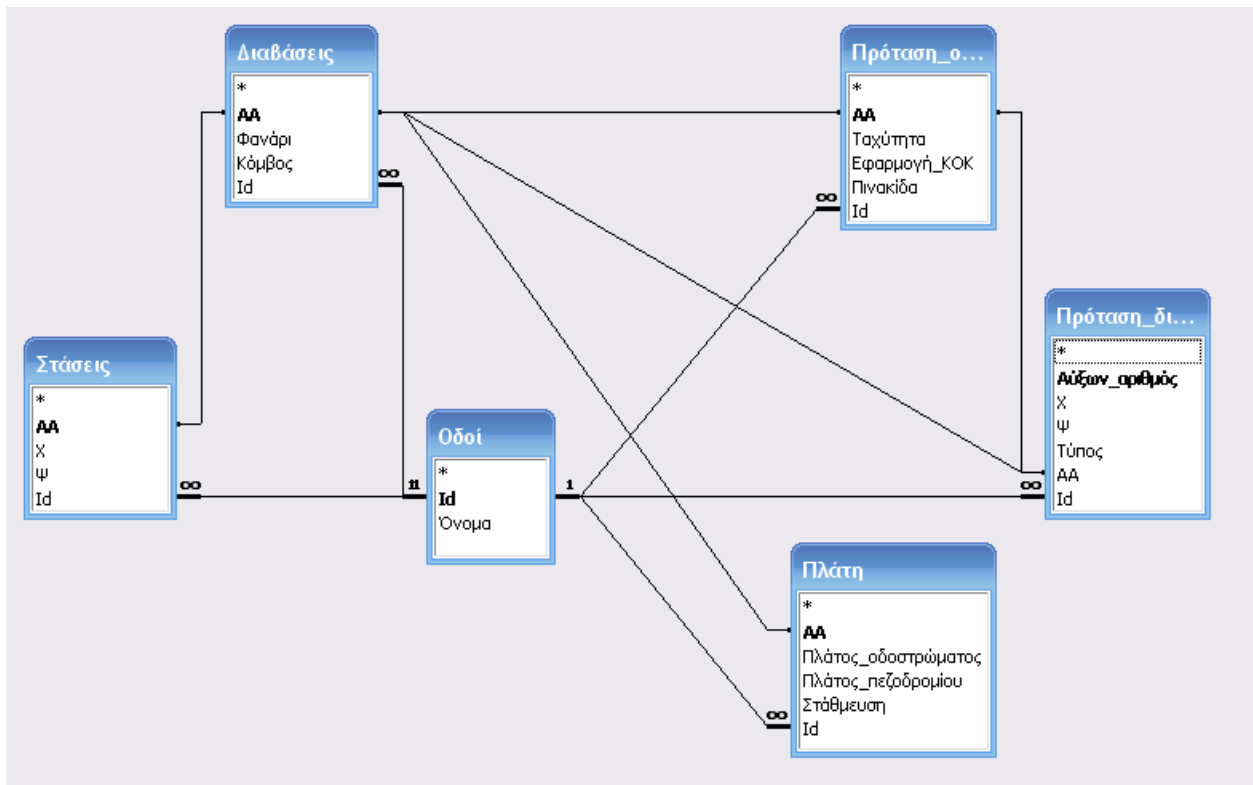 Διαβάσεις
*
ΑΑ
Φανάρι
Κόμβος
Id
∞
Πρόταση_ο...
*
ΑΑ
Ταχύτητα
Εφαρμογή_ΚΟΚ
Πινακίδα
Id
∞
Στάσεις
*
ΑΑ
Χ
Ψ
Id
∞
Οδοί
*
Id
Όνομα
11
1
Πρόταση_δι...
*
Αύξων_αριθμός
Χ
Ψ
Τύπος
ΑΑ
Id
∞
Πλάτη
*
ΑΑ
Πλάτος_οδοστρώματος
Πλάτος_πεζοδρομίου
Στάθμευση
Id
∞